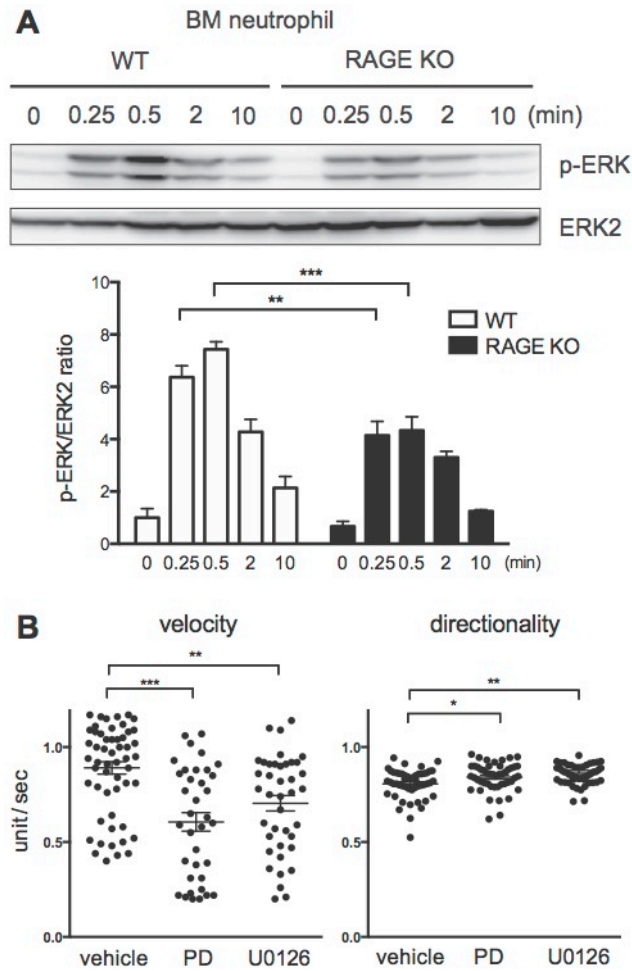 A
BM neutrophil
WT RAGE KO
0 0.25 0.5 2 10 0 0.25 0.5 2 10 (min)
p-ERK
ERK2
***
**
WT
RAGE KO
p-ERK/ERK2 ratio
10
8
6
4
2
0
0 0.25 0.5 2 10 0 0.25 0.5 2 10 (min)
B
velocity directionality
**
***
**
*
unit/ sec
1.0 1.0
0.5 0.5
0.0 0.0
vehicle PD U0126 vehicle PD U0126